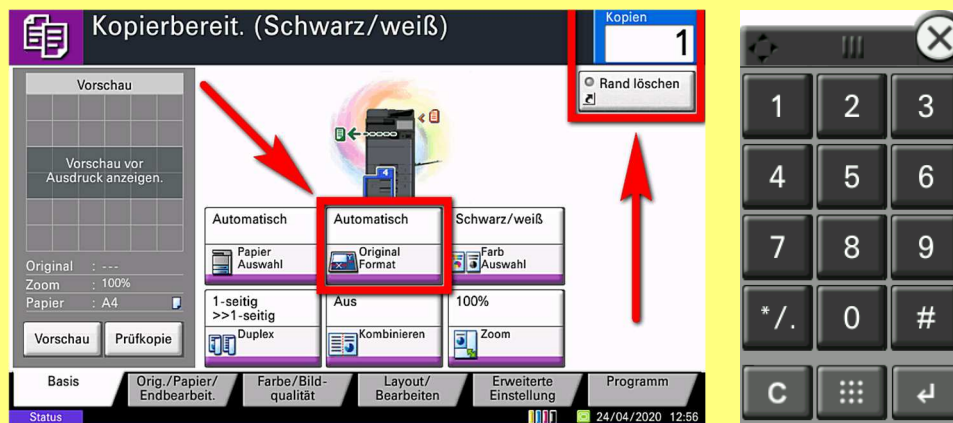 Kopierbereit. (Schwarz/weiß)
Kopien
1
Rand löschen
Vorschau
Vorschau vor
Ausdruck anzeigen.
Original : ---
Zoom : 100%
Papier : A4
Vorschau
Prüfkopie
4
Automatisch
Papier
Auswahl
Automatisch
Original
Format
Schwarz/weiß
Farb
Auswahl
1-seitig
>>1-seitig
Duplex
Aus
Kombinieren
100%
Zoom
Basis
Orig./Papier/
Endbearbeit.
Farbe/Bild-
qualität
Layout/
Bearbeiten
Erweiterte
Einstellung
Programm
Status
24/04/2020 12:56
1 2 3
4 5 6
7 8 9
*/. 0 #
C